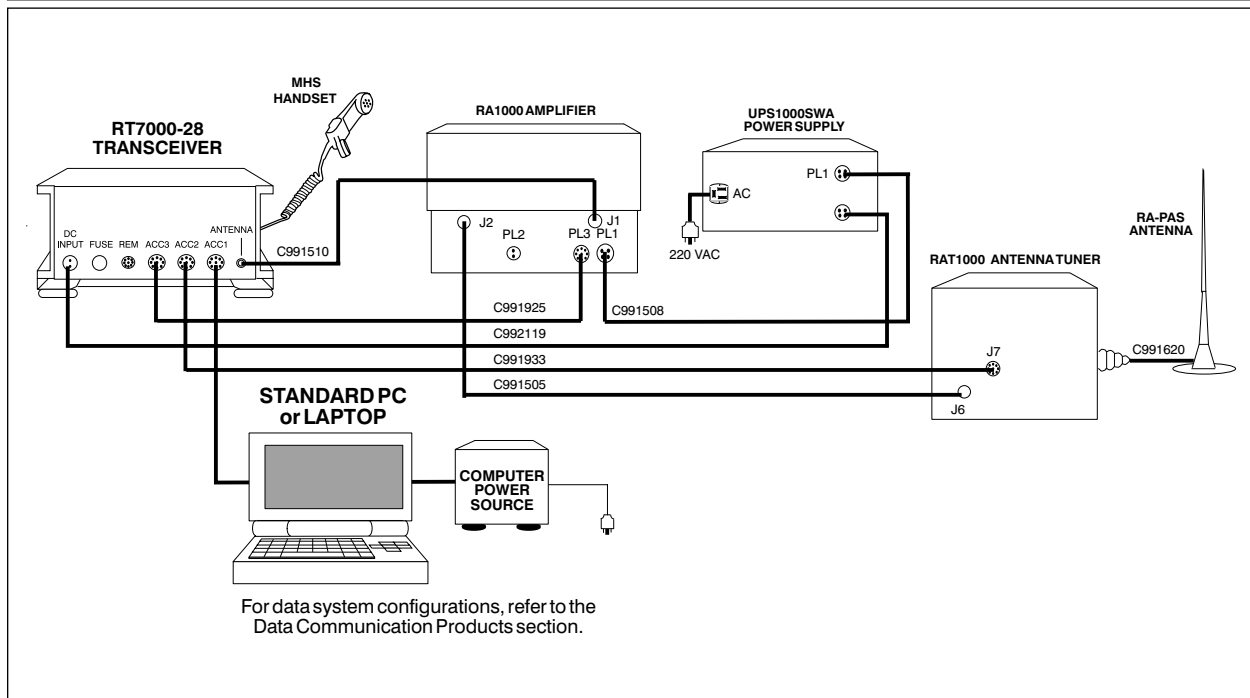 MHS
HANDSET
RT7000-28
TRANSCEIVER
DC
INPUT
FUSE
REM
ACC3
ACC2
ACC1
ANTENNA
C991510
RA1000 AMPLIFIER
J2
J1
PL2
PL3
PL1
UPS1000SWA
POWER SUPPLY
PL1
AC
220 VAC
RA-PAS
ANTENNA
RAT1000 ANTENNA TUNER
J7
J6
C991620
C991925
C991508
C992119
C991933
C991505
STANDARD PC
or LAPTOP
COMPUTER
POWER
SOURCE
For data system configurations, refer to the
Data Communication Products section.